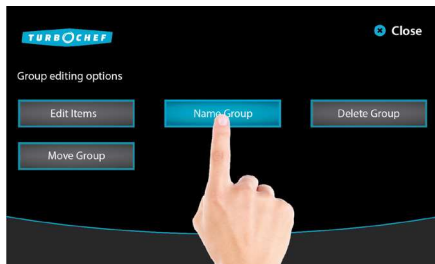 TURBOCHEF
Close
Group editing options
Edit Items
Name Group
Delete Group
Move Group